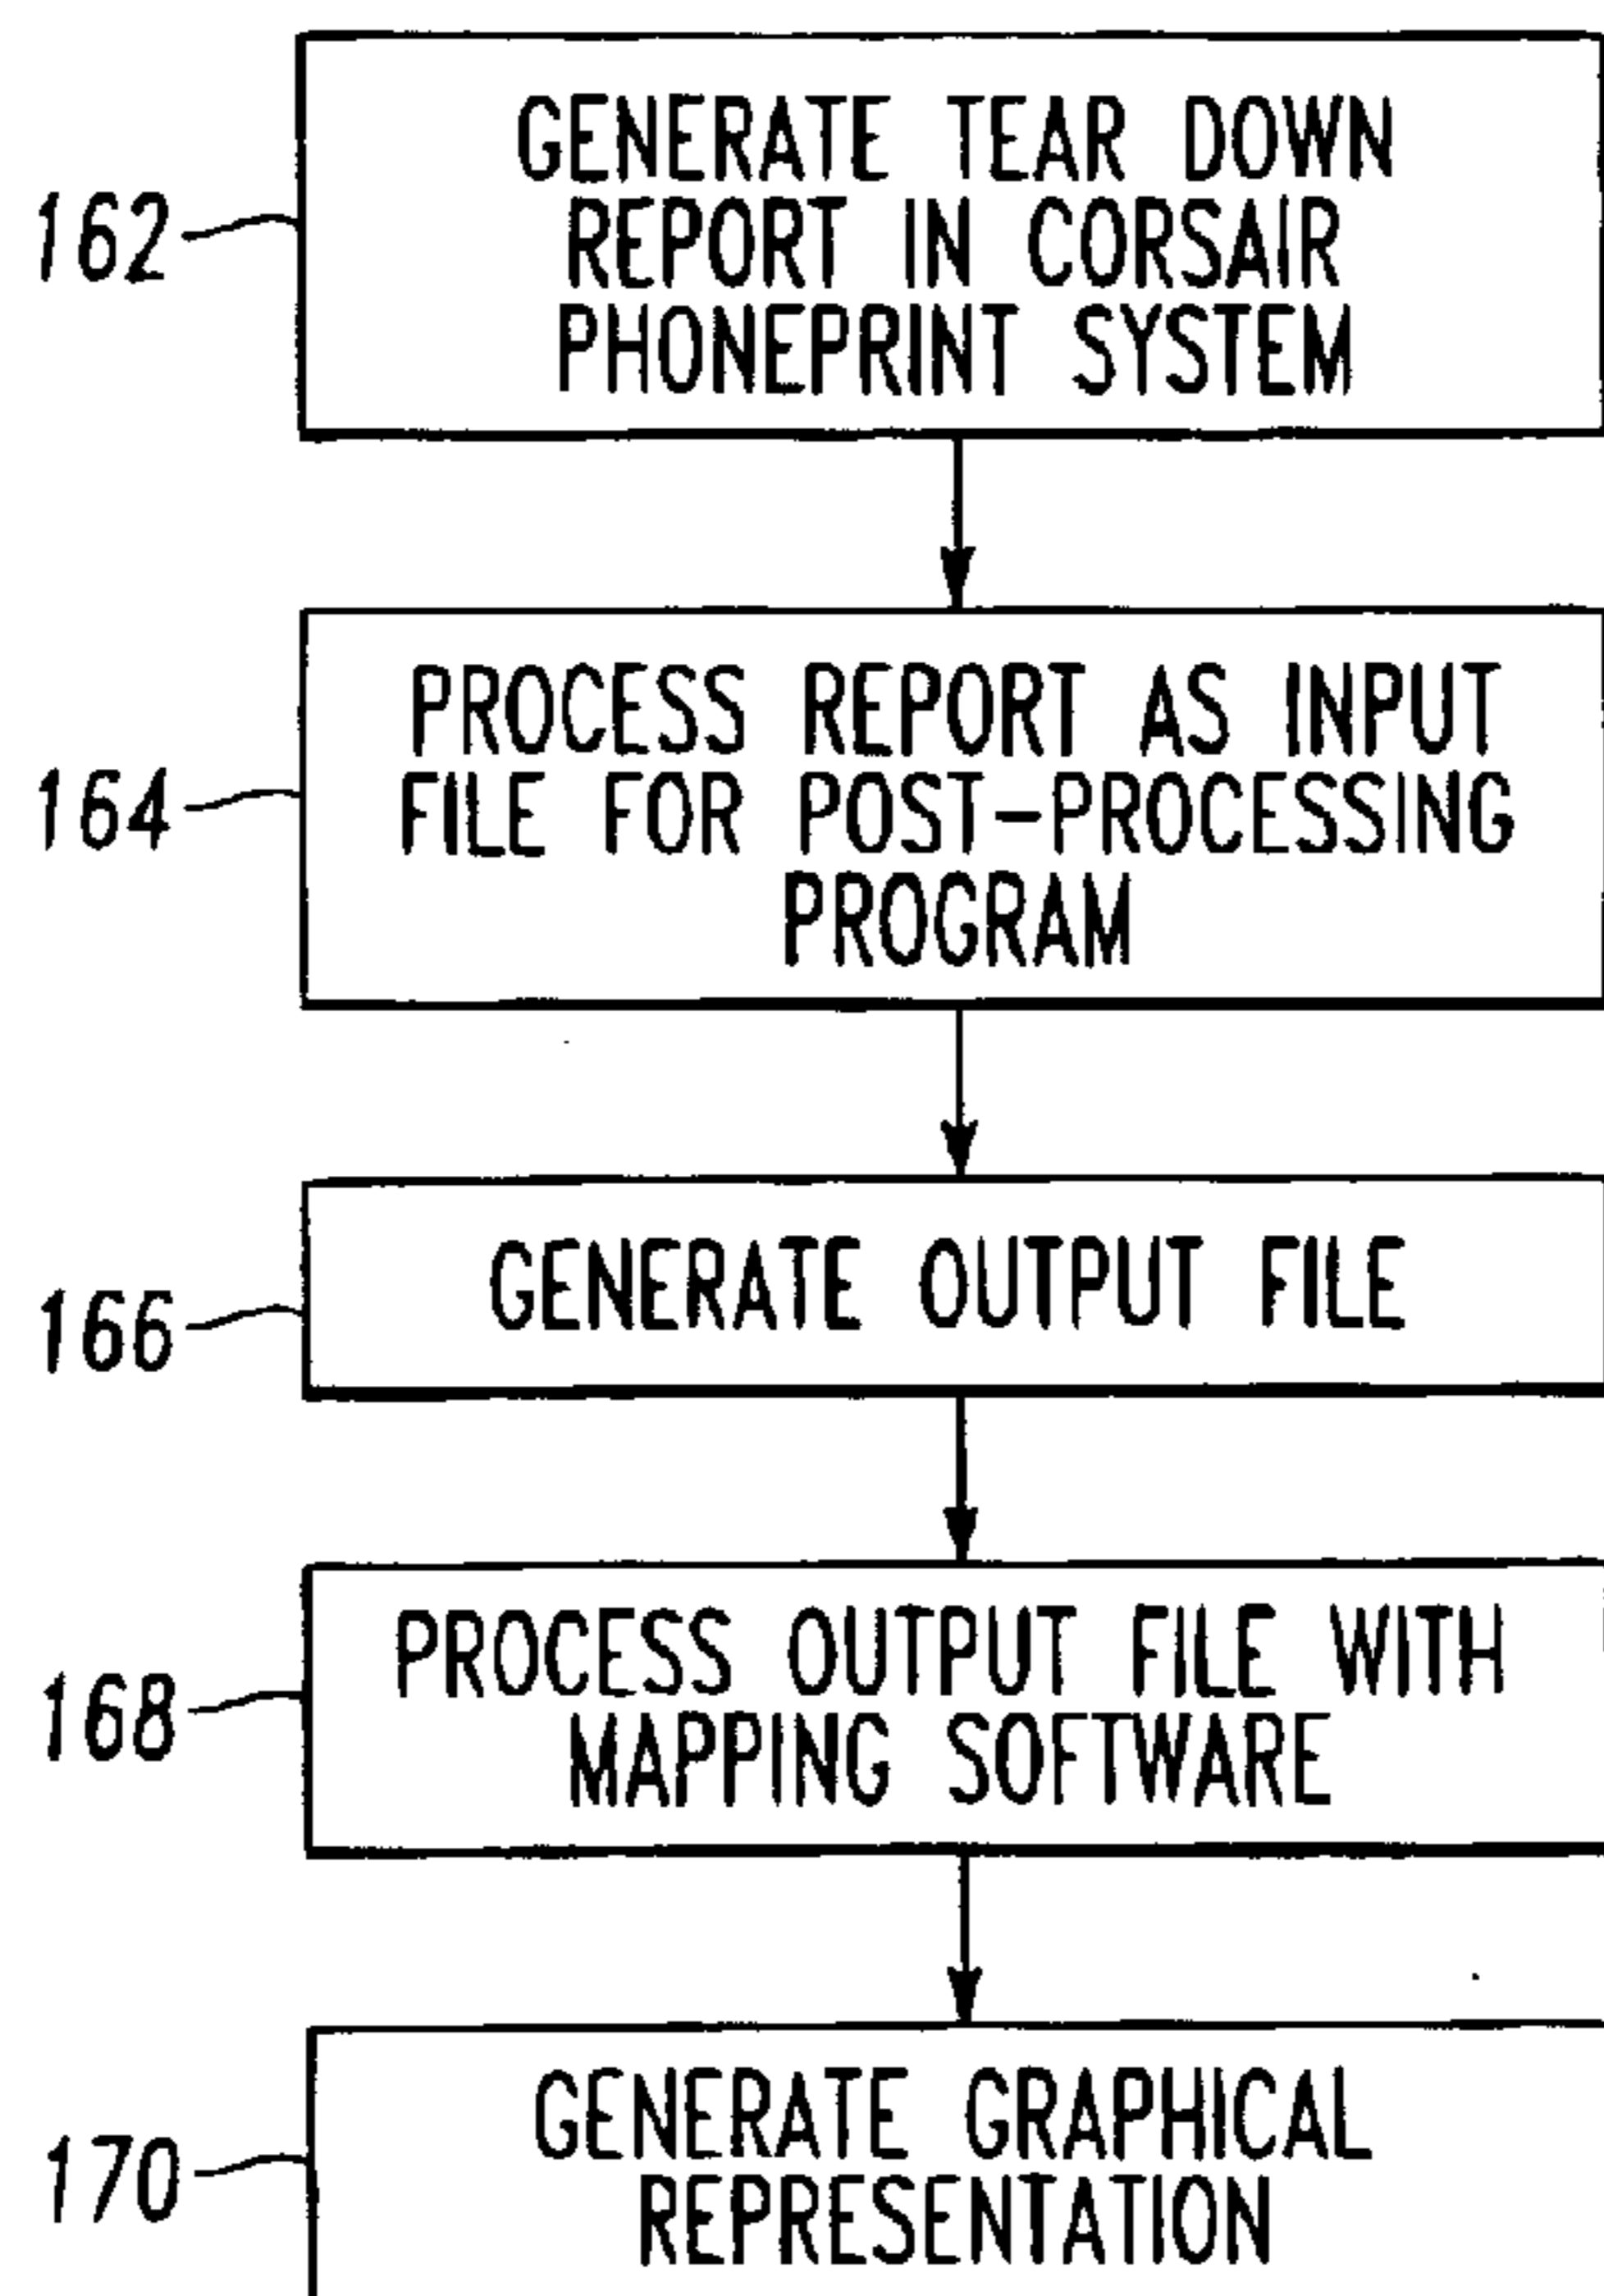 162
GENERATE TEAR DOWN
REPORT IN CORSAIR
PHONEPRINT SYSTEM
164
PROCESS REPORT AS INPUT
FILE FOR POST-PROCESSING
PROGRAM
166
GENERATE OUTPUT FILE
168
PROCESS OUTPUT FILE WITH
MAPPING SOFTWARE
170
GENERATE GRAPHICAL
REPRESENTATION